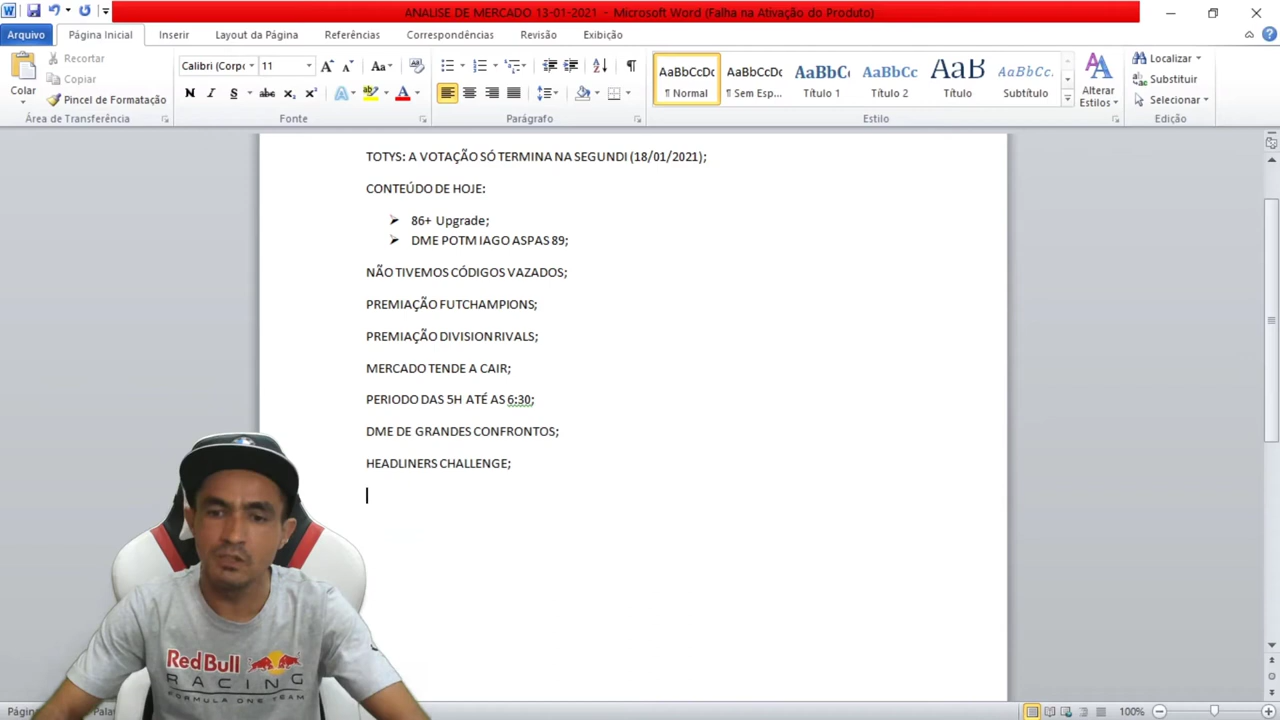 ANALISE DE MERCADO 13-01-2021 - Microsoft Word (Falha na Ativação do Produto)
Arquivo Página Inicial Inserir Layout da Página Referências Correspondências Revisão Exibição
Colar
Recortar
Copiar
Pincel de Formatação
Área de Transferência
Calibri (Corpo 11
Aa
N I S abc x₂ x² A A
Fonte
Parágrafo
AaBbCcDc AaBbCcDc AaBbC AaBbCc AaB AaBbCc.
¶ Normal ¶ Sem Esp... Título 1 Título 2 Título Subtítulo
Alterar Estilos
Estilo
Localizar
Substituir
Selecionar
Edição
TOTYS: A VOTAÇÃO SÓ TERMINA NA SEGUNDI (18/01/2021);
CONTEÚDO DE HOJE:
➢ 86+ Upgrade;
➢ DME POTM IAGO ASPAS 89;
NÃO TIVEMOS CÓDIGOS VAZADOS;
PREMIAÇÃO FUTCHAMPIONS;
PREMIAÇÃO DIVISION RIVALS;
MERCADO TENDE A CAIR;
PERIODO DAS 5H ATÉ AS 6:30;
DME DE GRANDES CONFRONTOS;
HEADLINERS CHALLENGE;
Red Bull
RACING
FORMULA ONE TEAM
100%